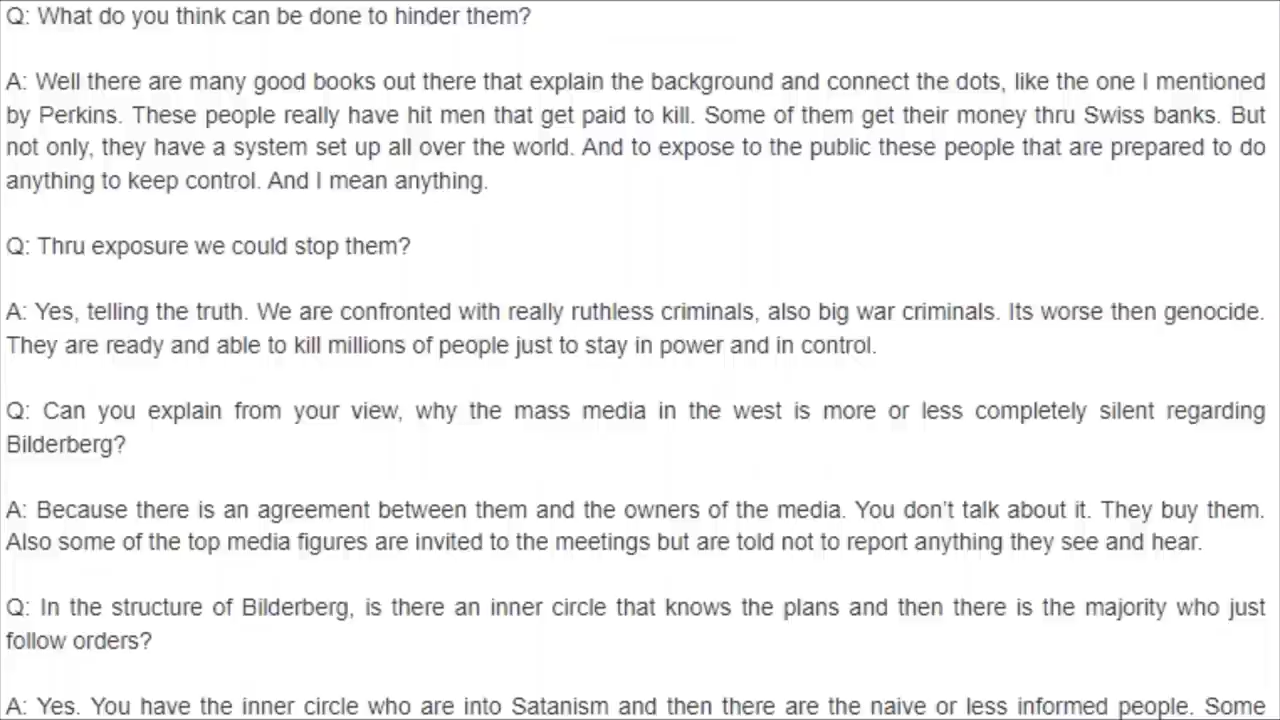 Q: What do you think can be done to hinder them?
A: Well there are many good books out there that explain the background and connect the dots, like the one I mentioned
by Perkins. These people really have hit men that get paid to kill. Some of them get their money thru Swiss banks. But
not only, they have a system set up all over the world. And to expose to the public these people that are prepared to do
anything to keep control. And I mean anything.
Q: Thru exposure we could stop them?
A: Yes, telling the truth. We are confronted with really ruthless criminals, also big war criminals. Its worse then genocide.
They are ready and able to kill millions of people just to stay in power and in control.
Q: Can you explain from your view, why the mass media in the west is more or less completely silent regarding
Bilderberg?
A: Because there is an agreement between them and the owners of the media. You don't talk about it. They buy them.
Also some of the top media figures are invited to the meetings but are told not to report anything they see and hear.
Q: In the structure of Bilderberg, is there an inner circle that knows the plans and then there is the majority who just
follow orders?
A: Yes. You have the inner circle who are into Satanism and then there are the naive or less informed people. Some